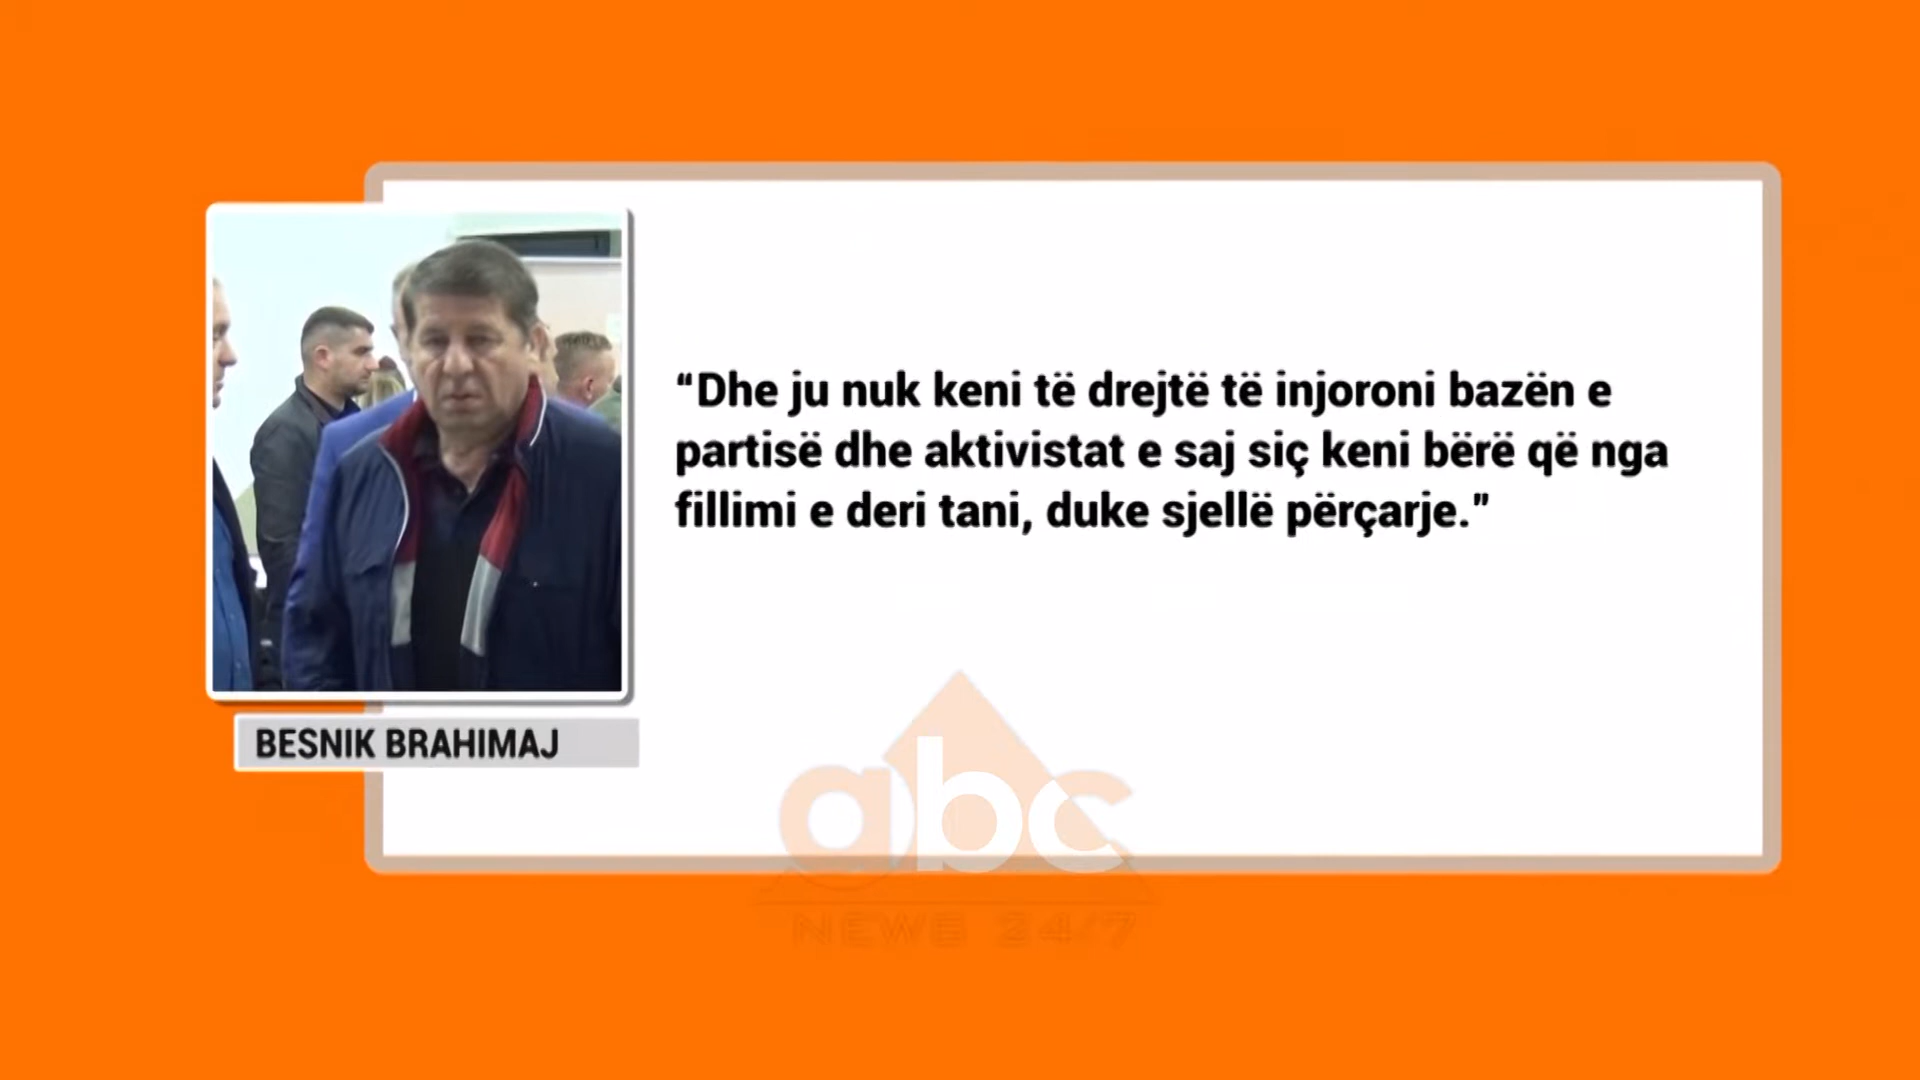 “Dhe ju nuk keni të drejtë të injoroni bazën e
partisë dhe aktivistat e saj siç keni bërë që nga
fillimi e deri tani, duke sjellë përçarje.”
BESNIK BRAHIMAJ
abc
NEWS 24/7